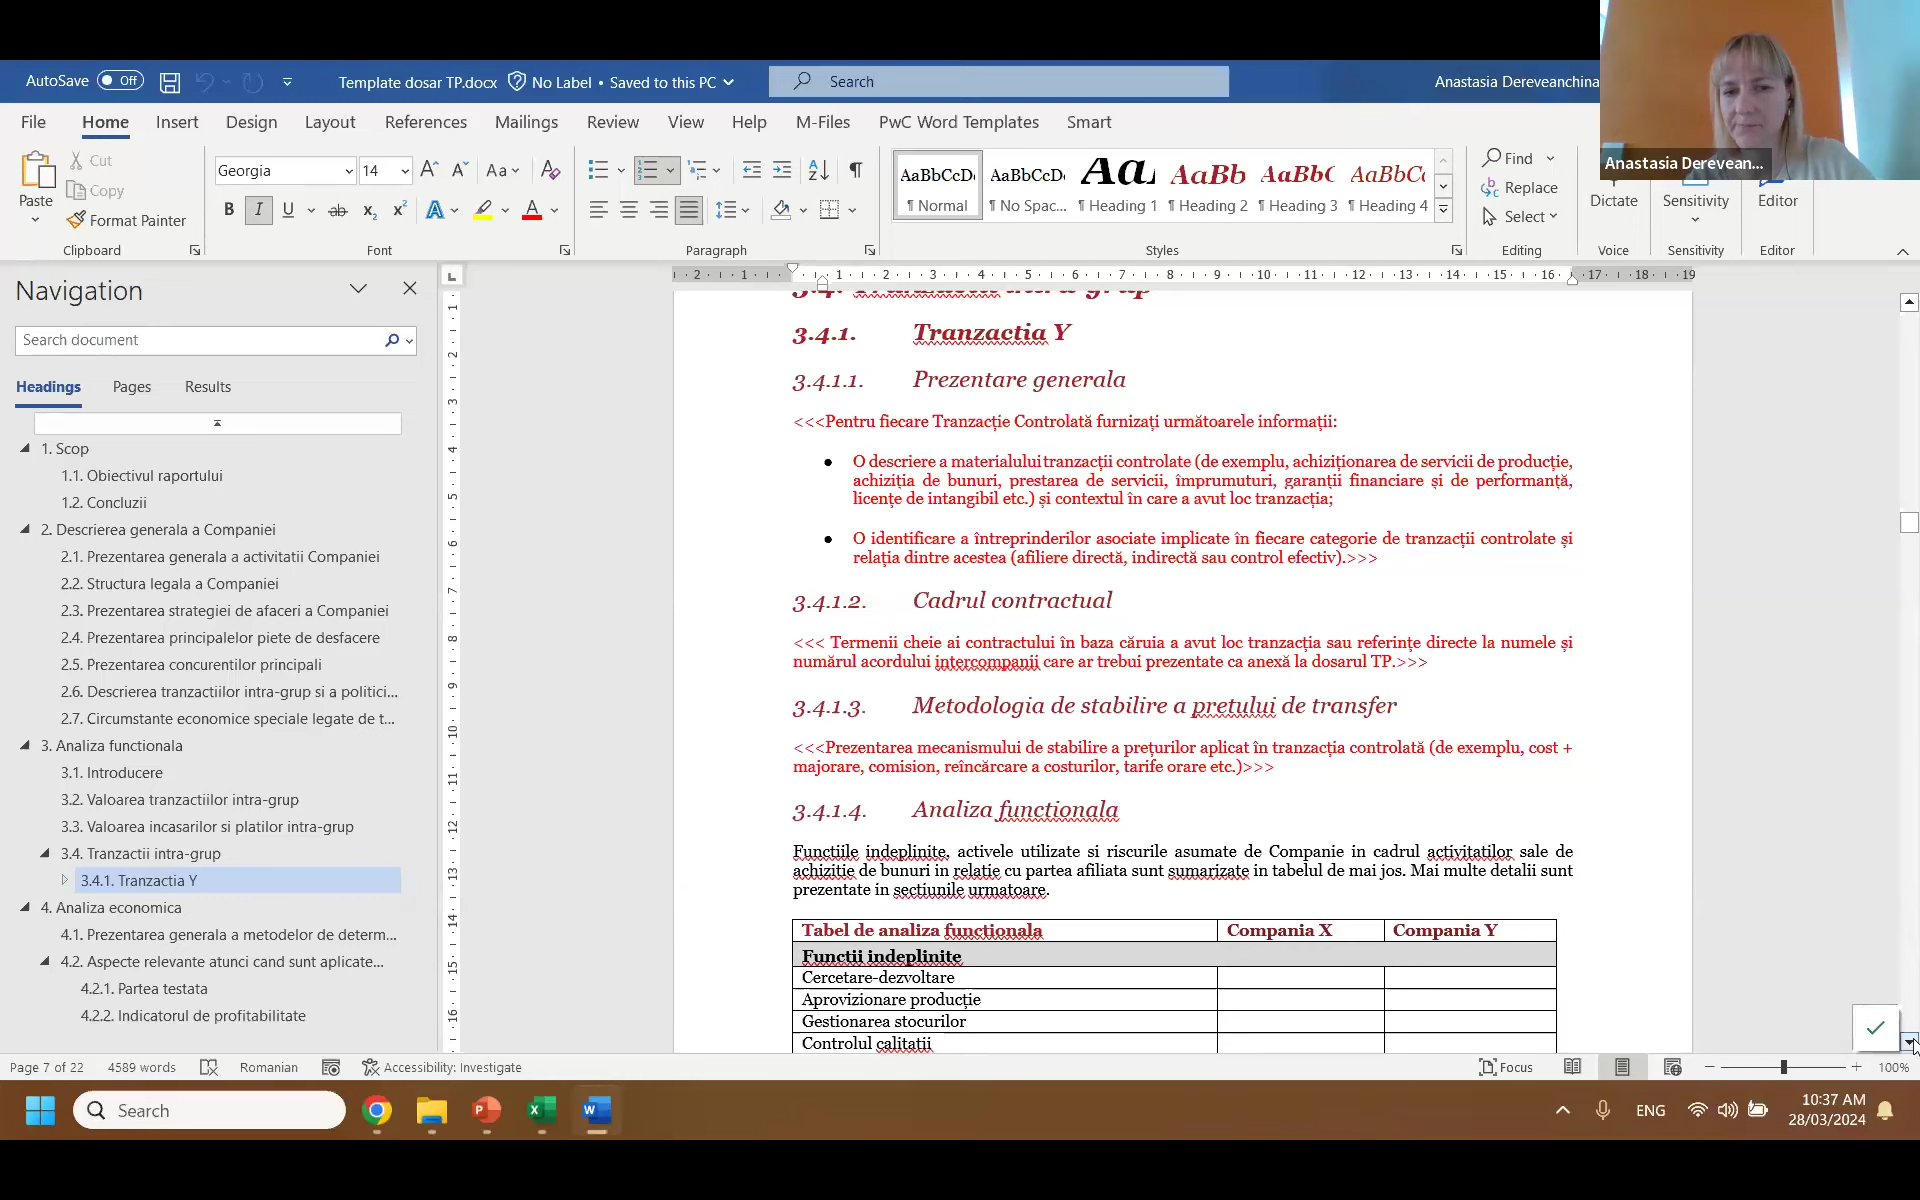 AutoSave Off Template dosar TP.docx No Label • Saved to this PC Search Anastasia Dereveanchina
Anastasia Derevean...
File Home Insert Design Layout References Mailings Review View Help M-Files PwC Word Templates Smart
Paste Cut Copy Format Painter
Clipboard
Georgia 14
Font
Paragraph
AaBbCcDc AaBbCcDc AaB AaBb AaBbC AaBbCc
¶ Normal ¶ No Spac... ¶ Heading 1 ¶ Heading 2 ¶ Heading 3 ¶ Heading 4
Styles
Find
Replace
Select
Editing
Dictate
Voice
Sensitivity
Sensitivity
Editor
Editor
Navigation
Search document
Headings Pages Results
1. Scop
1.1. Obiectivul raportului
1.2. Concluzii
2. Descrierea generala a Companiei
2.1. Prezentarea generala a activitatii Companiei
2.2. Structura legala a Companiei
2.3. Prezentarea strategiei de afaceri a Companiei
2.4. Prezentarea principalelor piete de desfacere
2.5. Prezentarea concurentilor principali
2.6. Descrierea tranzactiilor intra-grup si a politici...
2.7. Circumstante economice speciale legate de t...
3. Analiza functionala
3.1. Introducere
3.2. Valoarea tranzactiilor intra-grup
3.3. Valoarea incasarilor si platilor intra-grup
3.4. Tranzactii intra-grup
3.4.1. Tranzactia Y
4. Analiza economica
4.1. Prezentarea generala a metodelor de determ...
4.2. Aspecte relevante atunci cand sunt aplicate...
4.2.1. Partea testata
4.2.2. Indicatorul de profitabilitate
3.4.1. Tranzactia Y
3.4.1.1. Prezentare generala
<<<Pentru fiecare Tranzacție Controlată furnizați următoarele informații:
● O descriere a materialului tranzacții controlate (de exemplu, achiziționarea de servicii de producție,
achiziția de bunuri, prestarea de servicii, împrumuturi, garanții financiare și de performanță,
licențe de intangibil etc.) și contextul în care a avut loc tranzacția;
● O identificare a întreprinderilor asociate implicate în fiecare categorie de tranzacții controlate și
relația dintre acestea (afiliere directă, indirectă sau control efectiv).>>>
3.4.1.2. Cadrul contractual
<<< Termenii cheie ai contractului în baza căruia a avut loc tranzacția sau referințe directe la numele și
numărul acordului intercompanii care ar trebui prezentate ca anexă la dosarul TP.>>>
3.4.1.3. Metodologia de stabilire a pretului de transfer
<<<Prezentarea mecanismului de stabilire a prețurilor aplicat în tranzacția controlată (de exemplu, cost +
majorare, comision, reîncărcare a costurilor, tarife orare etc.)>>>
3.4.1.4. Analiza functionala
Functiile indeplinite, activele utilizate si riscurile asumate de Companie in cadrul activitatilor sale de
achizitie de bunuri in relatie cu partea afiliata sunt sumarizate in tabelul de mai jos. Mai multe detalii sunt
prezentate in sectiunile urmatoare.
Tabel de analiza functionala Compania X Compania Y
Functii indeplinite
Cercetare-dezvoltare
Aprovizionare producție
Gestionarea stocurilor
Controlul calitatii
Page 7 of 22 4589 words Romanian Accessibility: Investigate Focus 100%
Search ENG 10:37 AM
28/03/2024